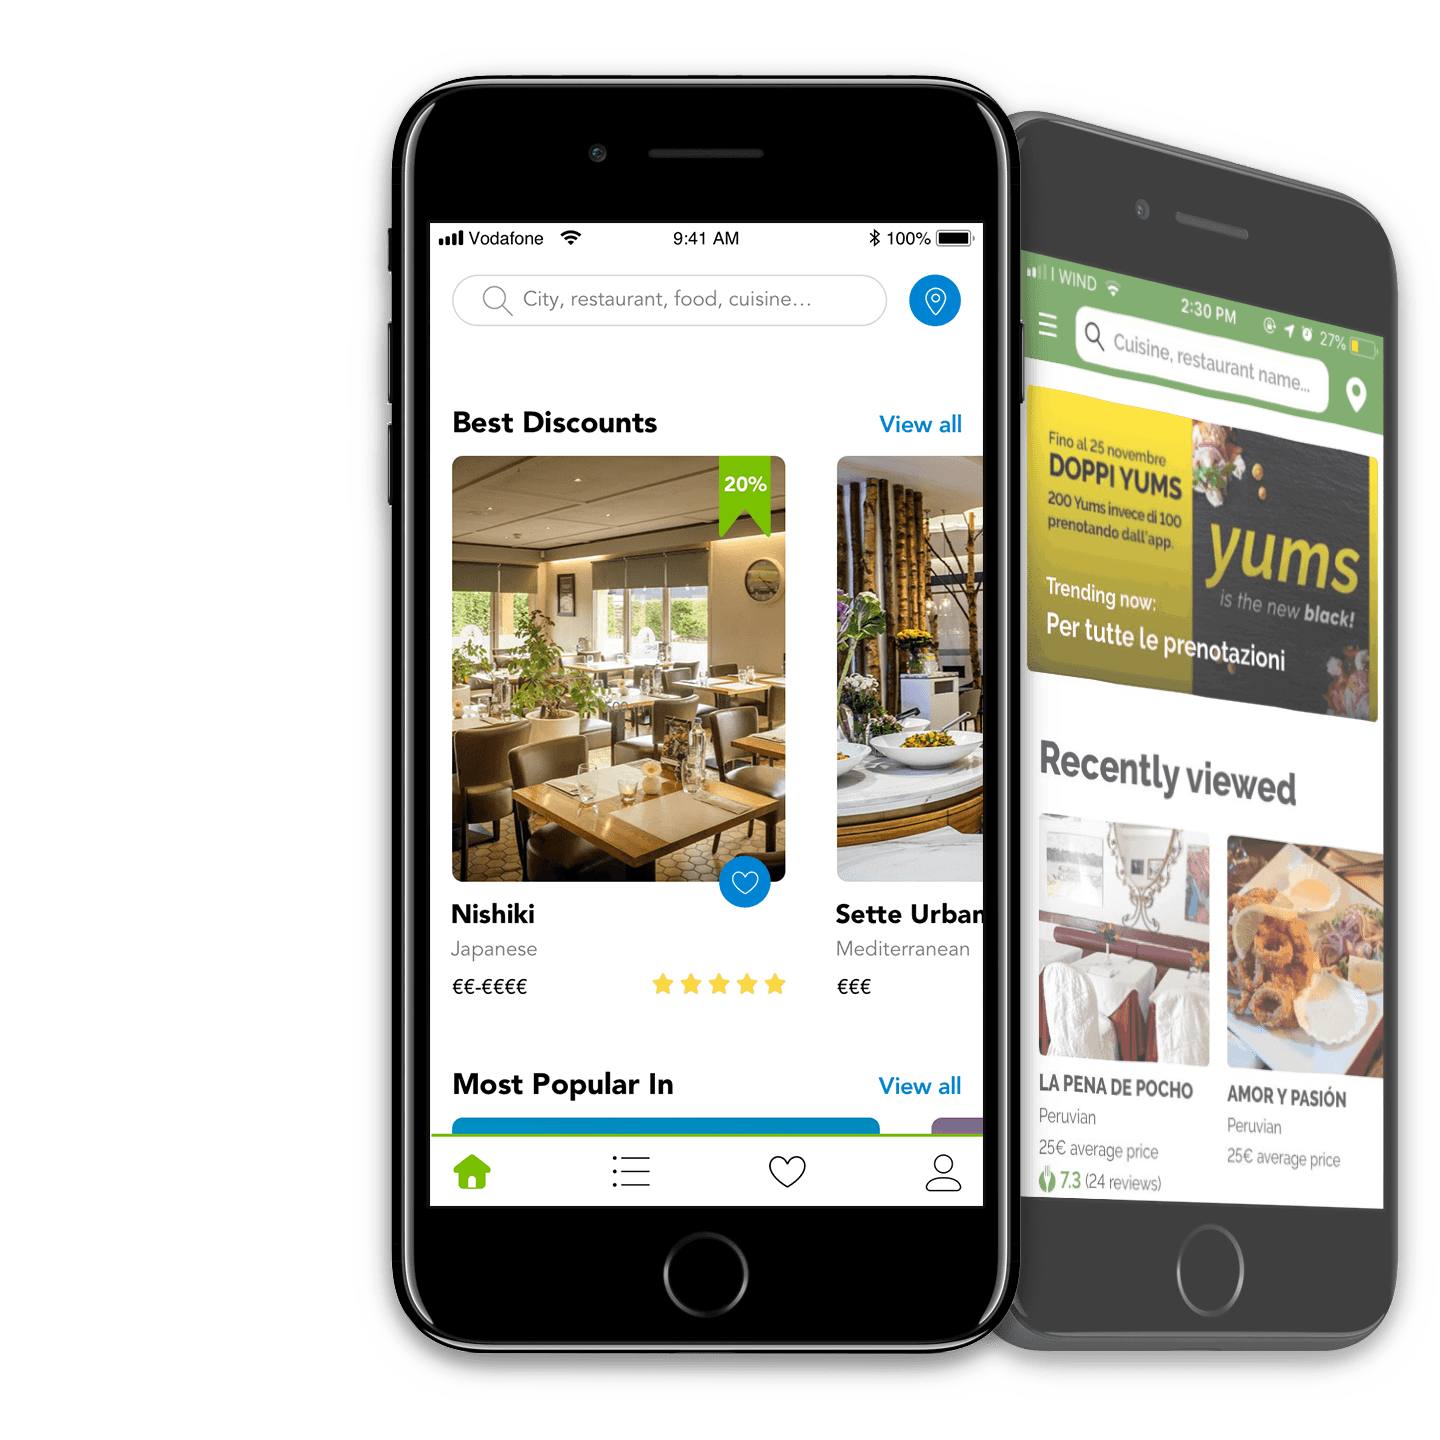 Vodafone 9:41 AM 100%
City, restaurant, food, cuisine...
Best Discounts View all
20%
Nishiki
Japanese
€€-€€€€
Sette Urban
Mediterranean
€€€
Most Popular In View all
WIND 2:30 PM 27%
Cuisine, restaurant name...
Fino al 25 novembre
DOPPI YUMS
200 Yums invece di 100
prenotando dall'app.
yums
is the new black!
Trending now:
Per tutte le prenotazioni
Recently viewed
LA PENA DE POCHO
Peruvian
25€ average price
7.3 (24 reviews)
AMOR Y PASIÓN
Peruvian
25€ average price